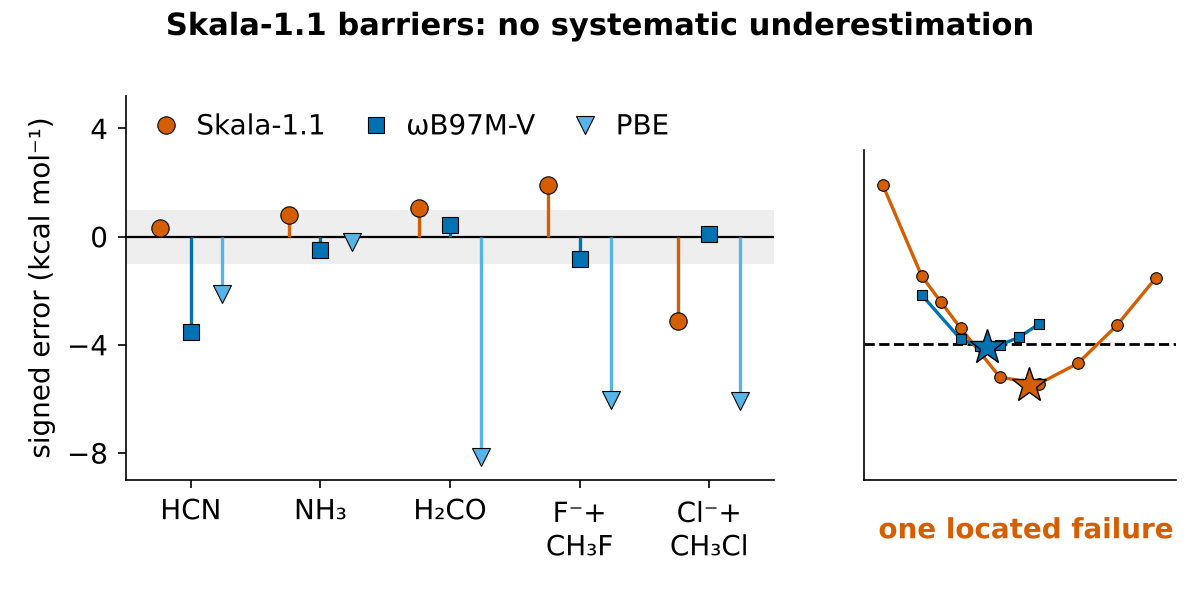 Skala-1.1 barriers: no systematic underestimation
signed error (kcal mol⁻¹)
4
0
−4
−8
Skala-1.1 ωB97M-V PBE
HCN NH₃ H₂CO F⁻+ Cl⁻+
CH₃F CH₃Cl
one located failure